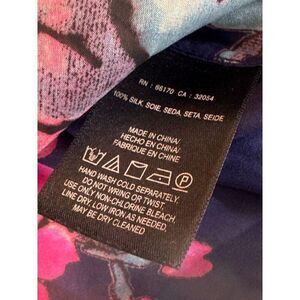 RN : 66170 CA : 32054
100% SILK, SOIE, SEDA, SETA, SEIDE
MADE IN CHINA/
HECHO EN CHINA/
FABRIQUE EN CHINE
HAND WASH COLD SEPARATELY.
DO NOT WRING OR TWIST.
USE ONLY NON-CHLORINE BLEACH.
LINE DRY, LOW IRON AS NEEDED.
MAY BE DRY CLEANED